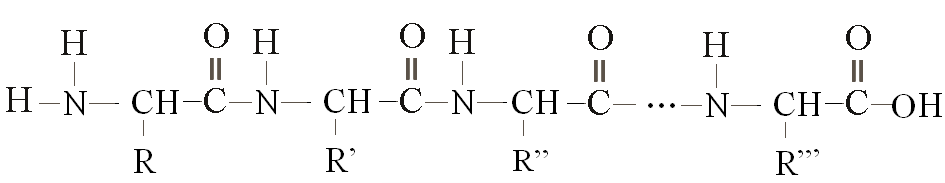 H O H O H O H O
H–N–CH–C–N–CH–C–N–CH–C–···–N–CH–C–OH
R R’ R’’ R’’’